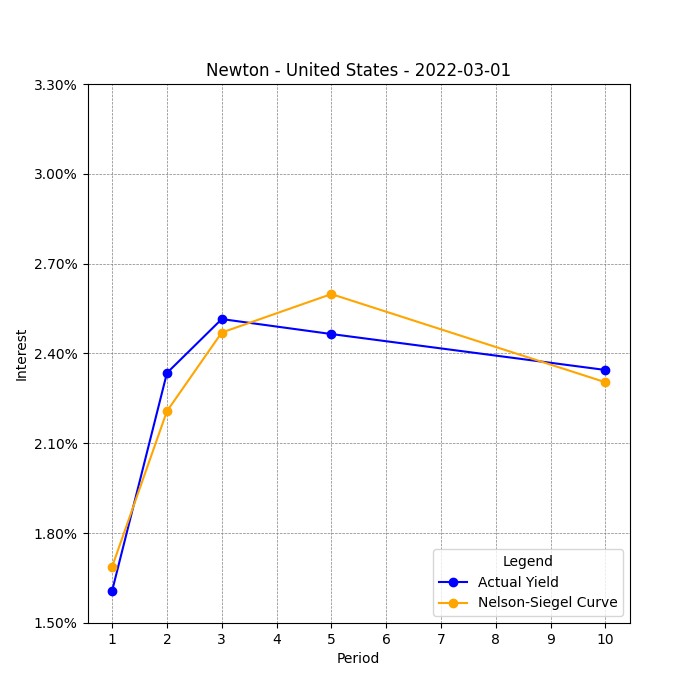 Newton - United States - 2022-03-01
3.30%
3.00%
2.70%
2.40%
2.10%
1.80%
1.50%
Interest
1 2 3 4 5 6 7 8 9 10
Period
Legend
Actual Yield
Nelson-Siegel Curve